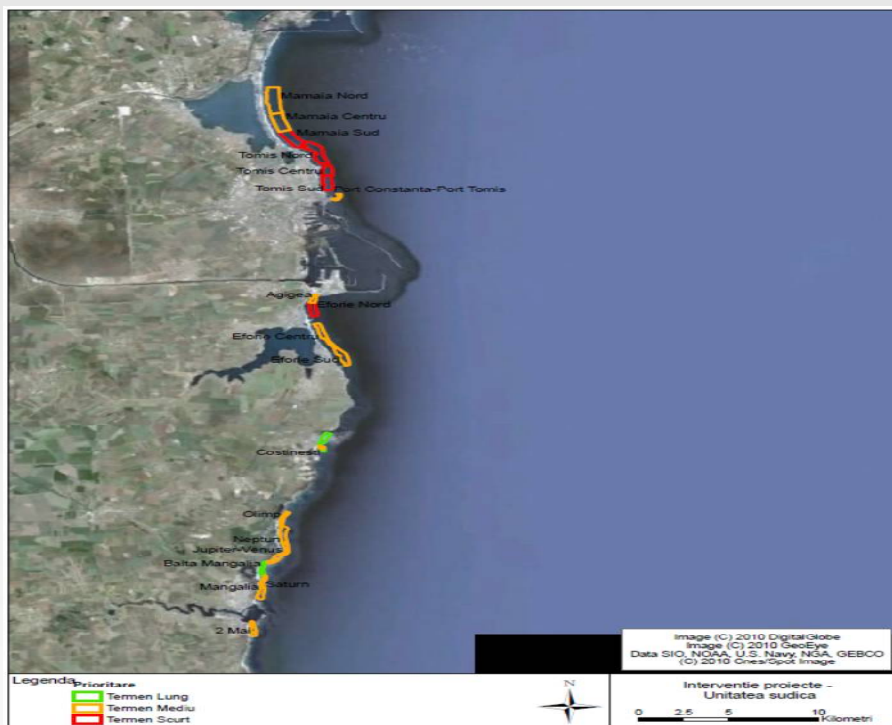 Mamaia Nord
Mamaia Centru
Mamaia Sud
Tomis Nord
Tomis Centru
Tomis Sud Port Constanta-Port Tomis
Agigea
Eforie Nord
Eforie Centru
Eforie Sud
Costinesti
Olimp
Neptun
Jupiter-Venus
Balta Mangalia
Mangalia Saturn
2 Mai
Image (C) 2010 DigitalGlobe
Image (C) 2010 GeoEye
Data SIO, NOAA, U.S. Navy, NGA, GEBCO
(C) 2010 Cnes/Spot Image
Legenda
Prioritare
Termen Lung
Termen Mediu
Termen Scurt
N
Interventie proiecte -
Unitatea sudica
0 2.5 5 10
Kilometri